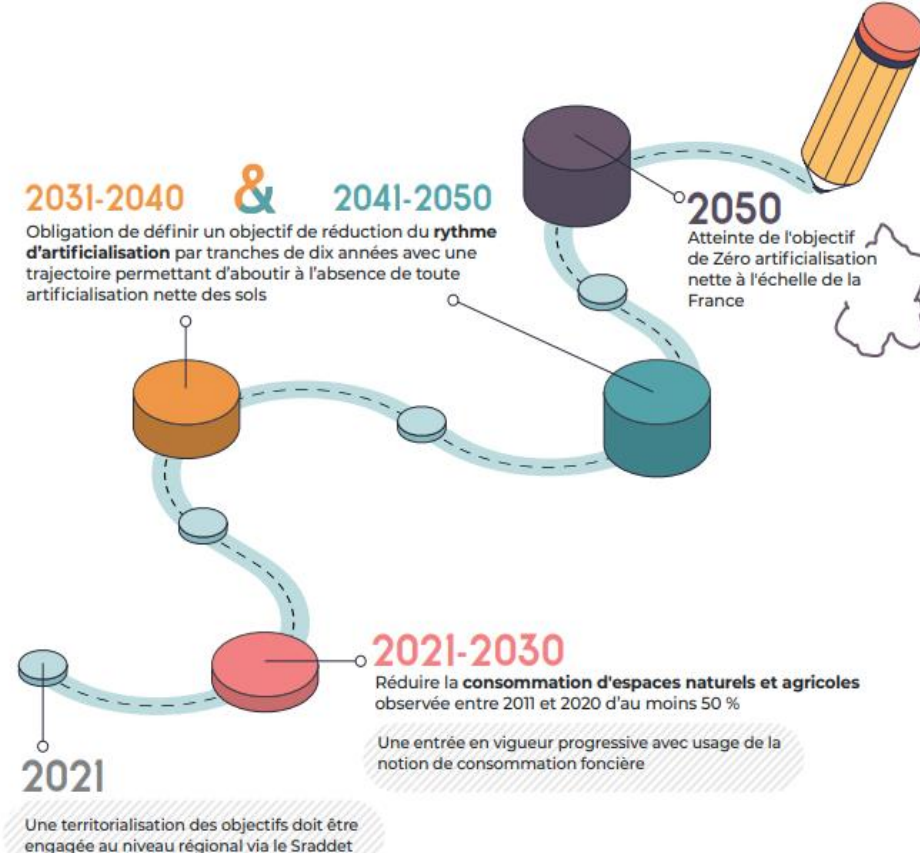 2031-2040 & 2041-2050
Obligation de définir un objectif de réduction du rythme
d'artificialisation par tranches de dix années avec une
trajectoire permettant d'aboutir à l'absence de toute
artificialisation nette des sols
2050
Atteinte de l'objectif
de Zéro artificialisation
nette à l'échelle de la
France
2021-2030
Réduire la consommation d'espaces naturels et agricoles
observée entre 2011 et 2020 d'au moins 50 %
Une entrée en vigueur progressive avec usage de la
notion de consommation foncière
2021
Une territorialisation des objectifs doit être
engagée au niveau régional via le Sraddet